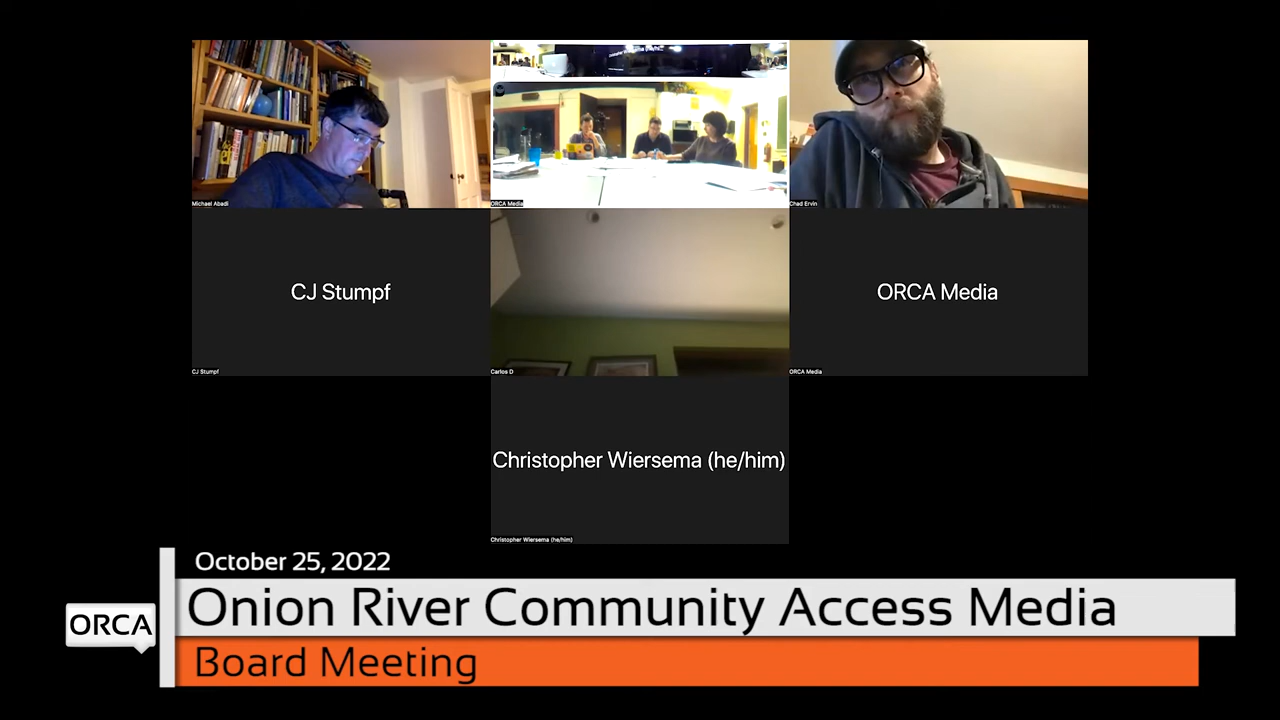 Michael Abadi
ORCA Media
Chad Ervin
CJ Stumpf
ORCA Media
CJ Stumpf
Carlos D
ORCA Media
Christopher Wiersema (he/him)
Christopher Wiersema (he/him)
October 25, 2022
Onion River Community Access Media
ORCA
Board Meeting